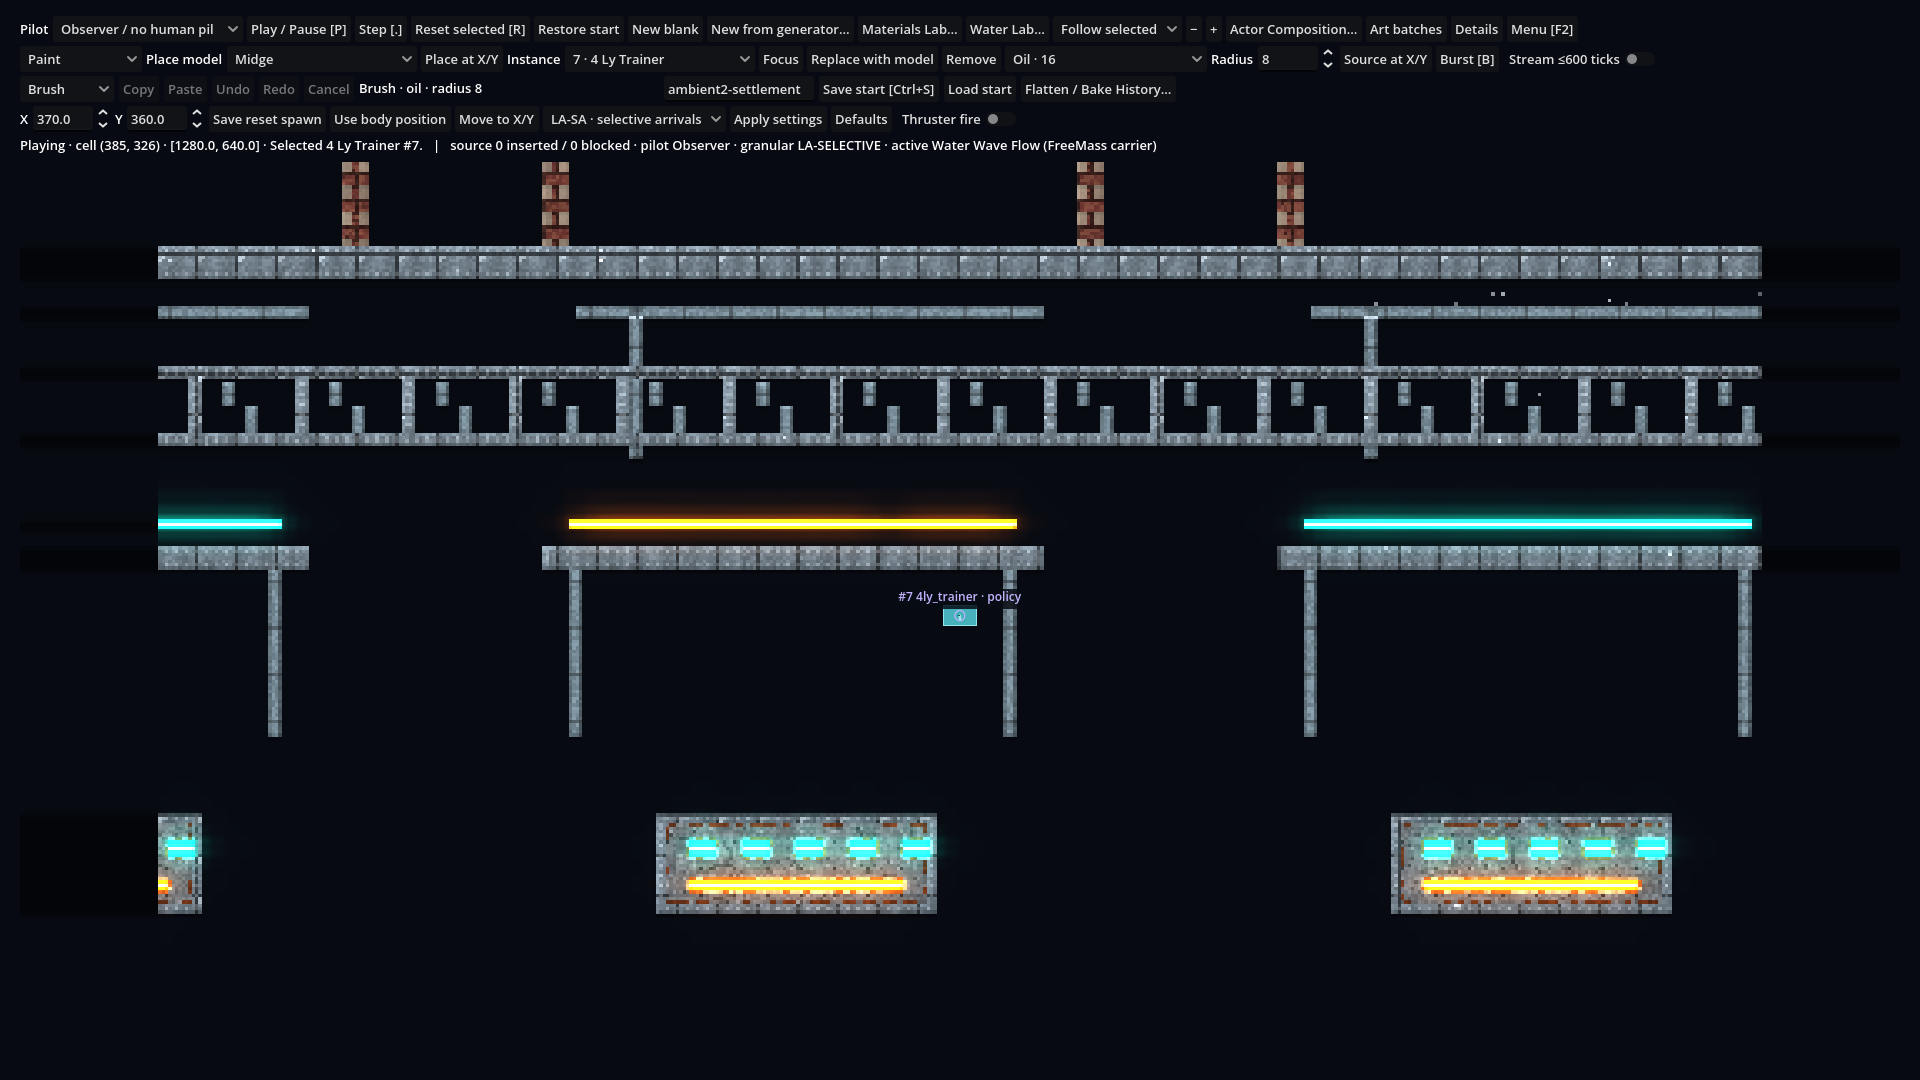 Pilot Observer / no human pil Play / Pause [P] Step [.] Reset selected [R] Restore start New blank New from generator... Materials Lab... Water Lab... Follow selected − + Actor Composition... Art batches Details Menu [F2]
Paint Place model Midge Place at X/Y Instance 7 · 4 Ly Trainer Focus Replace with model Remove Oil · 16 Radius 8 Source at X/Y Burst [B] Stream ≤600 ticks
Brush Copy Paste Undo Redo Cancel Brush · oil · radius 8 ambient2-settlement Save start [Ctrl+S] Load start Flatten / Bake History...
X 370.0 Y 360.0 Save reset spawn Use body position Move to X/Y LA-SA · selective arrivals Apply settings Defaults Thruster fire
Playing · cell (385, 326) · [1280.0, 640.0] · Selected 4 Ly Trainer #7. | source 0 inserted / 0 blocked · pilot Observer · granular LA-SELECTIVE · active Water Wave Flow (FreeMass carrier)
#7 4ly_trainer · policy